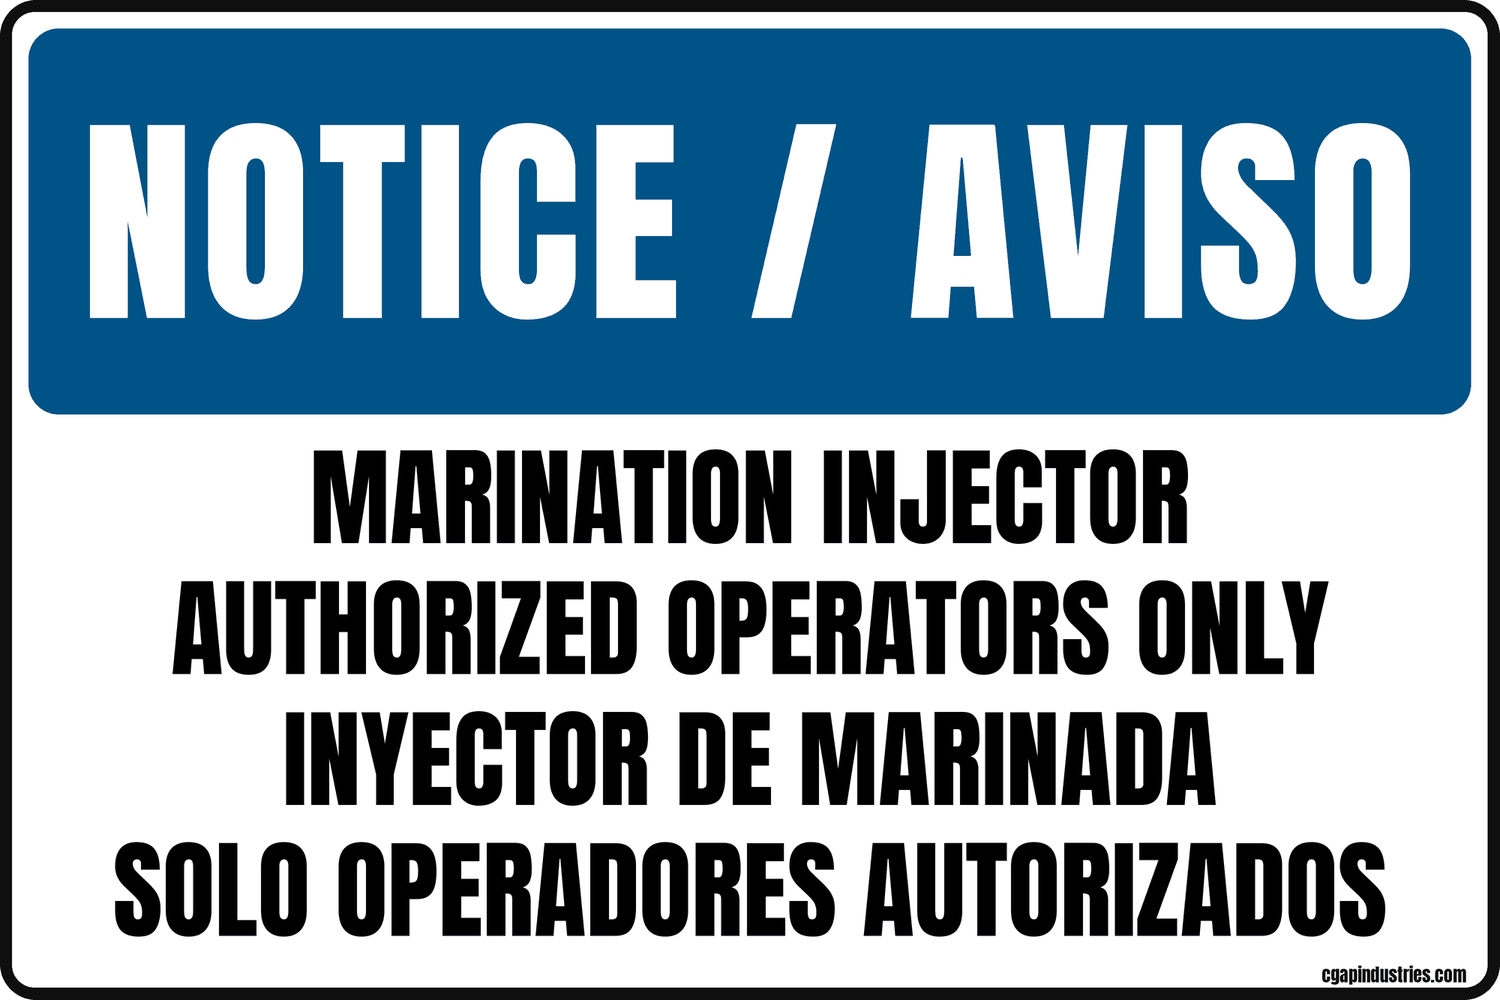 NOTICE / AVISO
MARINATION INJECTOR
AUTHORIZED OPERATORS ONLY
INYECTOR DE MARINADA
SOLO OPERADORES AUTORIZADOS
cgapindustries.com